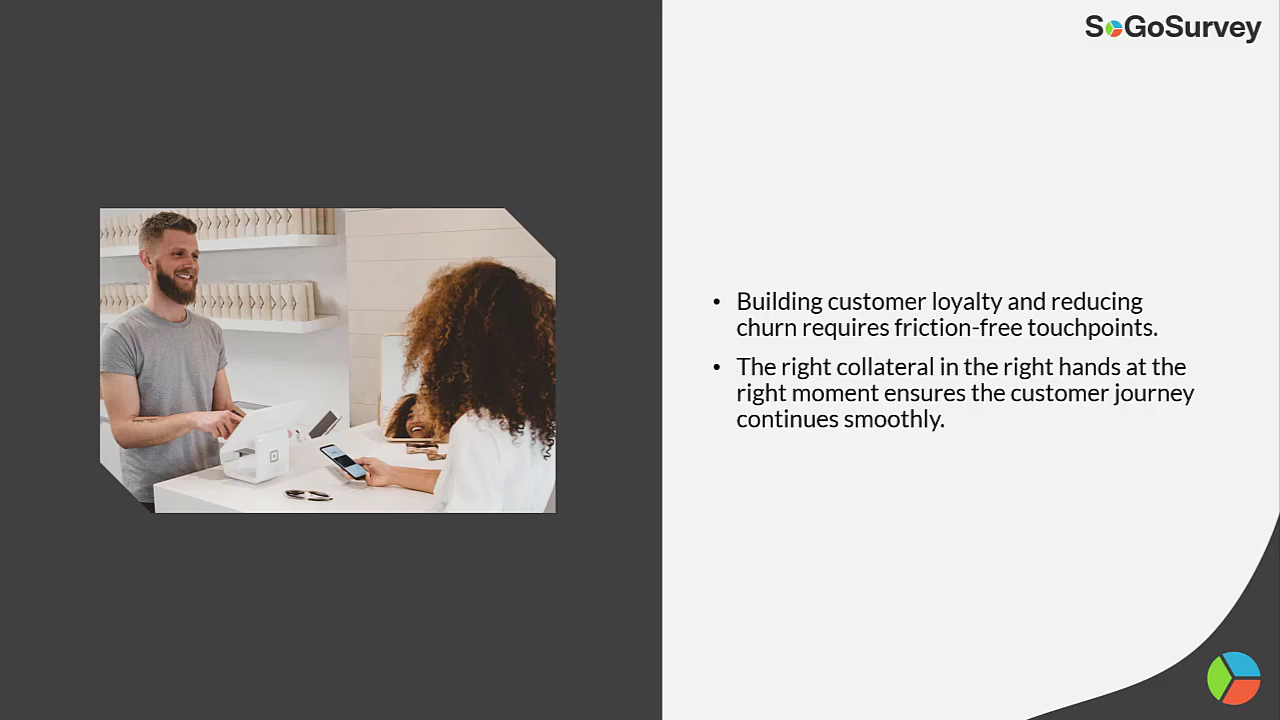 SoGoSurvey
• Building customer loyalty and reducing
churn requires friction-free touchpoints.
• The right collateral in the right hands at the
right moment ensures the customer journey
continues smoothly.